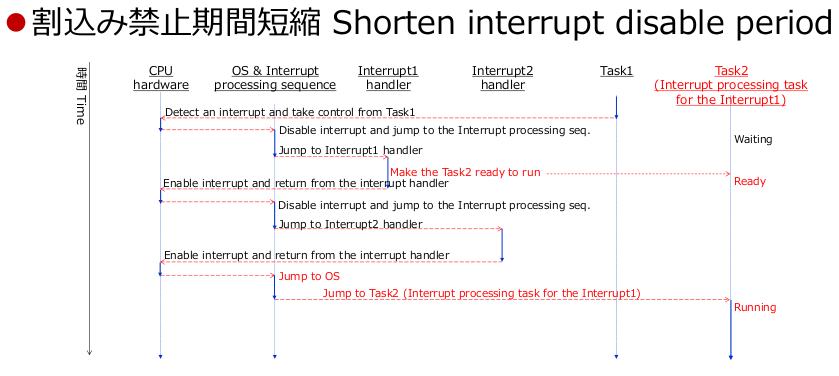 割込み禁止期間短縮 Shorten interrupt disable period
時間 Time
CPU
hardware
OS & Interrupt
processing sequence
Interrupt1
handler
Interrupt2
handler
Task1
Task2
(Interrupt processing task
for the Interrupt1)
Detect an interrupt and take control from Task1
Disable interrupt and jump to the Interrupt processing seq.
Waiting
Jump to Interrupt1 handler
Make the Task2 ready to run
Ready
Enable interrupt and return from the interrupt handler
Disable interrupt and jump to the Interrupt processing seq.
Jump to Interrupt2 handler
Enable interrupt and return from the interrupt handler
Jump to OS
Jump to Task2 (Interrupt processing task for the Interrupt1)
Running